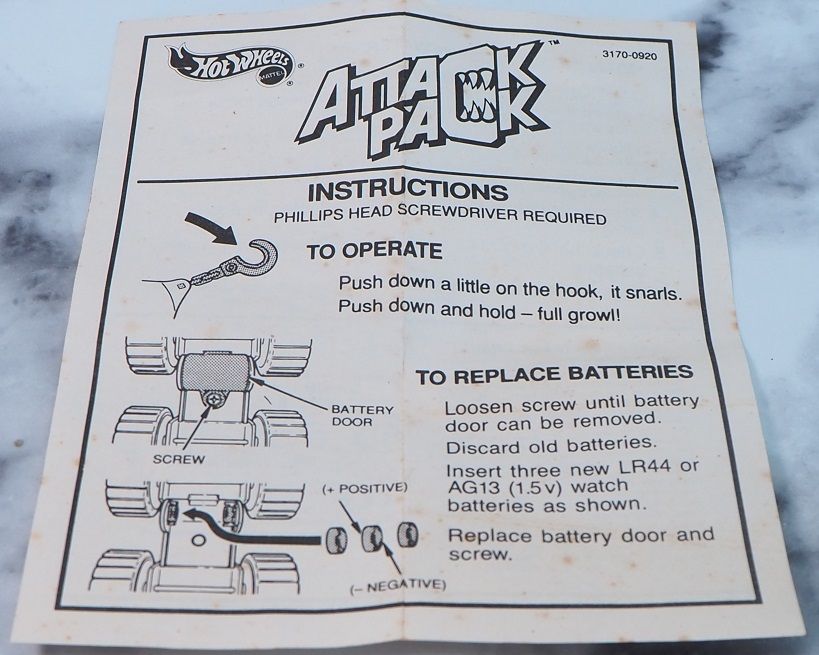 HOT WHEELS
MATTEL
ATTACK
PACK
™
3170-0920
INSTRUCTIONS
PHILLIPS HEAD SCREWDRIVER REQUIRED
TO OPERATE
Push down a little on the hook, it snarls.
Push down and hold – full growl!
BATTERY
DOOR
SCREW
TO REPLACE BATTERIES
Loosen screw until battery
door can be removed.
Discard old batteries.
Insert three new LR44 or
AG13 (1.5v) watch
batteries as shown.
Replace battery door and
screw.
(+ POSITIVE)
(– NEGATIVE)